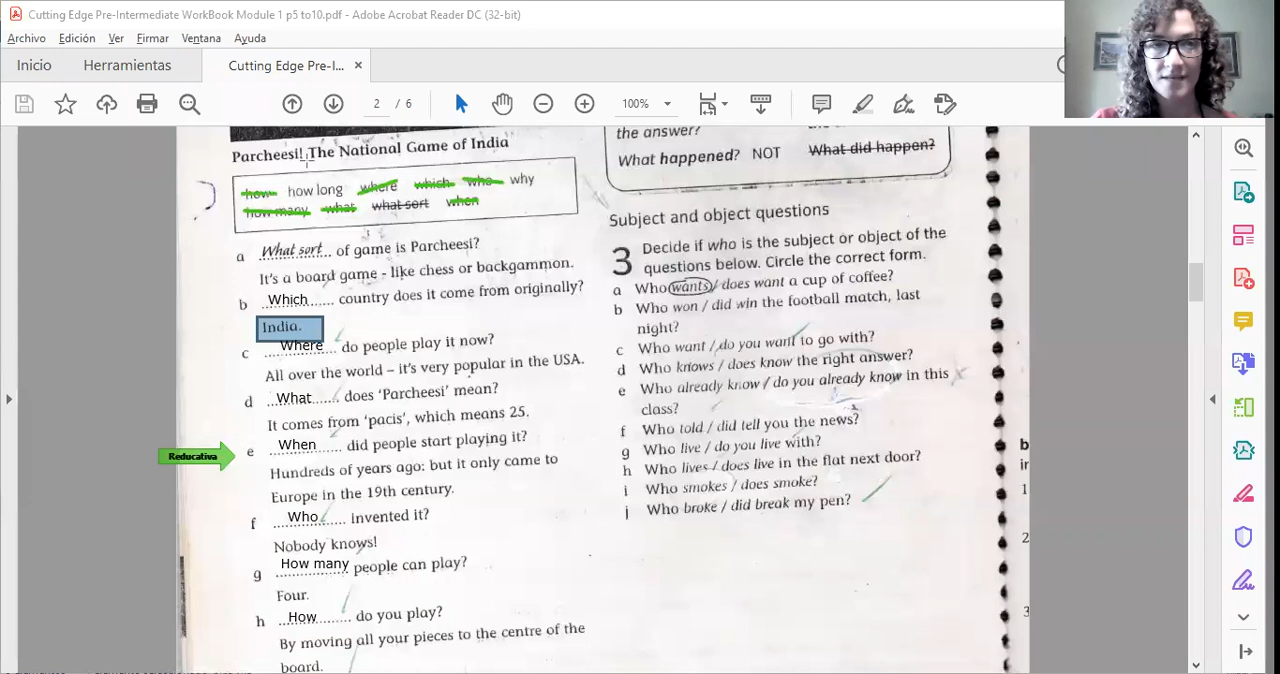 Cutting Edge Pre-Intermediate WorkBook Module 1 p5 to10.pdf - Adobe Acrobat Reader DC (32-bit)
Archivo Edición Ver Firmar Ventana Ayuda
Inicio Herramientas Cutting Edge Pre-I... ×
2 / 6 100%
Parcheesi! The National Game of India
how how long where which who why
how many what what sort when
a What sort of game is Parcheesi?
It's a board game - like chess or backgammon.
b Which country does it come from originally?
India.
c Where do people play it now?
All over the world – it's very popular in the USA.
d What does 'Parcheesi' mean?
It comes from 'pacis', which means 25.
Reducativa
e When did people start playing it?
Hundreds of years ago: but it only came to
Europe in the 19th century.
f Who invented it?
Nobody knows!
g How many people can play?
Four.
h How do you play?
By moving all your pieces to the centre of the
board.
the answer?
What happened? NOT What did happen?
Subject and object questions
3 Decide if who is the subject or object of the
questions below. Circle the correct form.
a Who wants / does want a cup of coffee?
b Who won / did win the football match, last
night?
c Who want / do you want to go with?
d Who knows / does know the right answer?
e Who already know / do you already know in this
class?
f Who told / did tell you the news?
g Who live / do you live with?
h Who lives / does live in the flat next door?
i Who smokes / does smoke?
j Who broke / did break my pen?
b
1
2
3